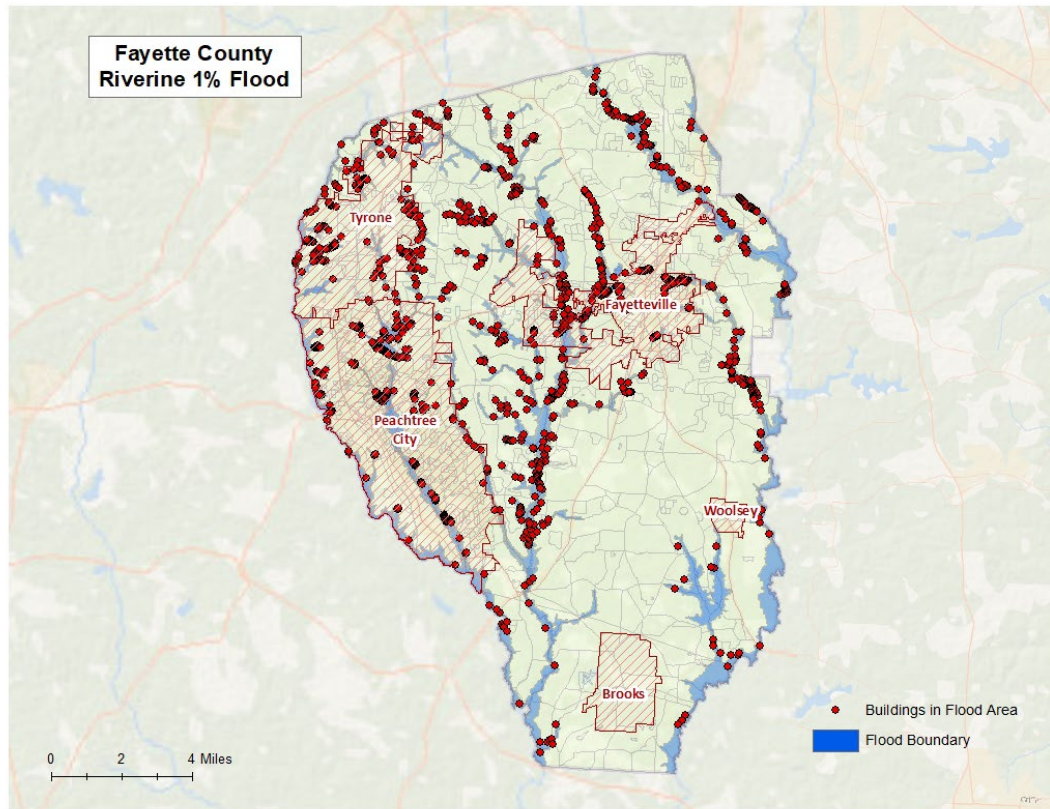 Fayette County
Riverine 1% Flood
Tyrone
Fayetteville
Peachtree
City
Woolsey
Brooks
Buildings in Flood Area
Flood Boundary
0 2 4 Miles